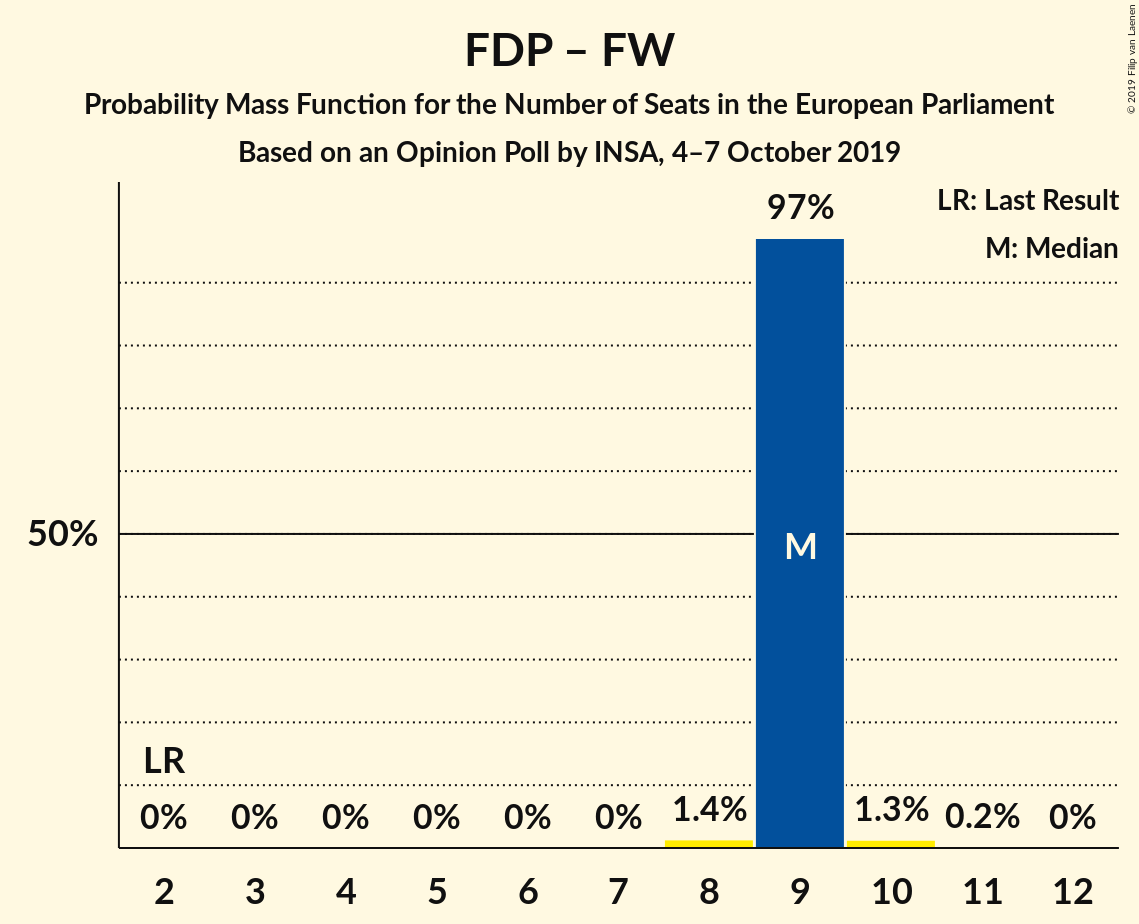 FDP – FW
Probability Mass Function for the Number of Seats in the European Parliament
Based on an Opinion Poll by INSA, 4–7 October 2019
© 2019 Filip van Laenen
LR: Last Result
M: Median
97%
50%
M
LR
0% 0% 0% 0% 0% 0% 1.4% 1.3% 0.2% 0%
2 3 4 5 6 7 8 9 10 11 12